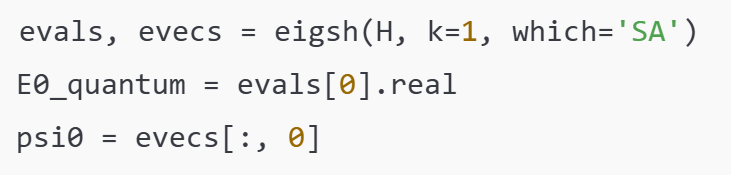 evals, evecs = eigsh(H, k=1, which='SA')
E0_quantum = evals[0].real
psi0 = evecs[:, 0]